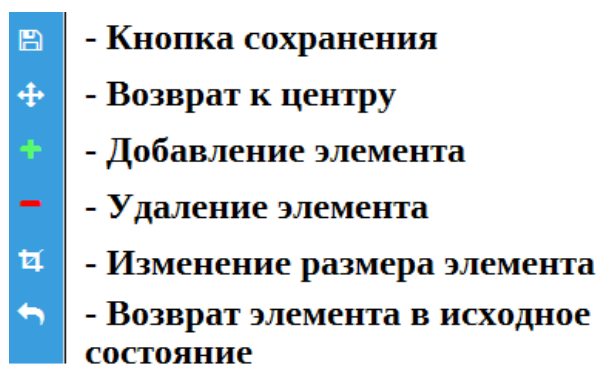 - Кнопка сохранения
- Возврат к центру
- Добавление элемента
- Удаление элемента
- Изменение размера элемента
- Возврат элемента в исходное
состояние